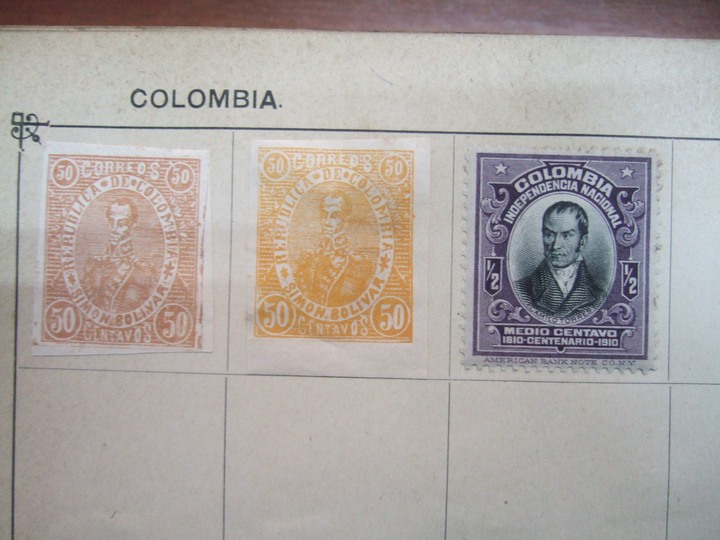 COLOMBIA.
50 CORREOS 50
REPUBLICA · DE · COLOMBIA
SIMON. BOLIVAR
50 CENTAVOS 50
50 CORREOS 50
REPUBLICA · DE · COLOMBIA
SIMON. BOLIVAR
50 CENTAVOS 50
COLOMBIA
INDEPENDENCIA NACIONAL
1/2 1/2
CAMILO TORRES
MEDIO CENTAVO
1810-CENTENARIO-1910
AMERICAN BANK NOTE CO. N.Y.